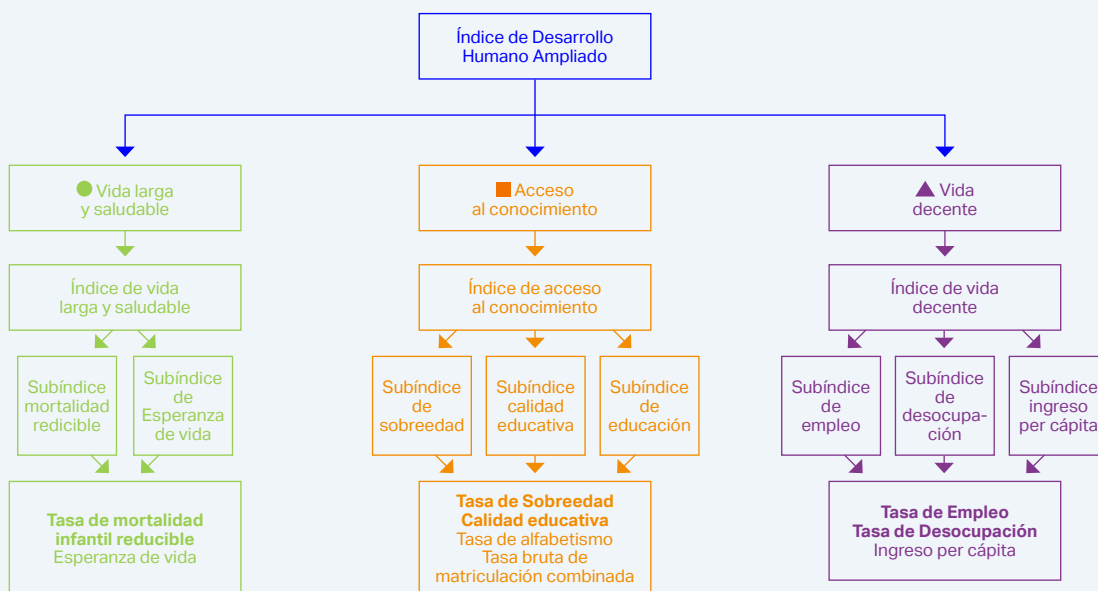 Índice de Desarrollo
Humano Ampliado
Vida larga
y saludable
Acceso
al conocimiento
Vida
decente
Índice de vida
larga y saludable
Índice de acceso
al conocimiento
Índice de vida
decente
Subíndice
mortalidad
redicible
Subíndice
de
Esperanza
de vida
Subíndice
de
sobreedad
Subíndice
calidad
educativa
Subíndice
de
educación
Subíndice
de
empleo
Subíndice
de
desocupa-
ción
Subíndice
ingreso
per cápita
Tasa de mortalidad
infantil reducible
Esperanza de vida
Tasa de Sobreedad
Calidad educativa
Tasa de alfabetismo
Tasa bruta de
matriculación combinada
Tasa de Empleo
Tasa de Desocupación
Ingreso per cápita